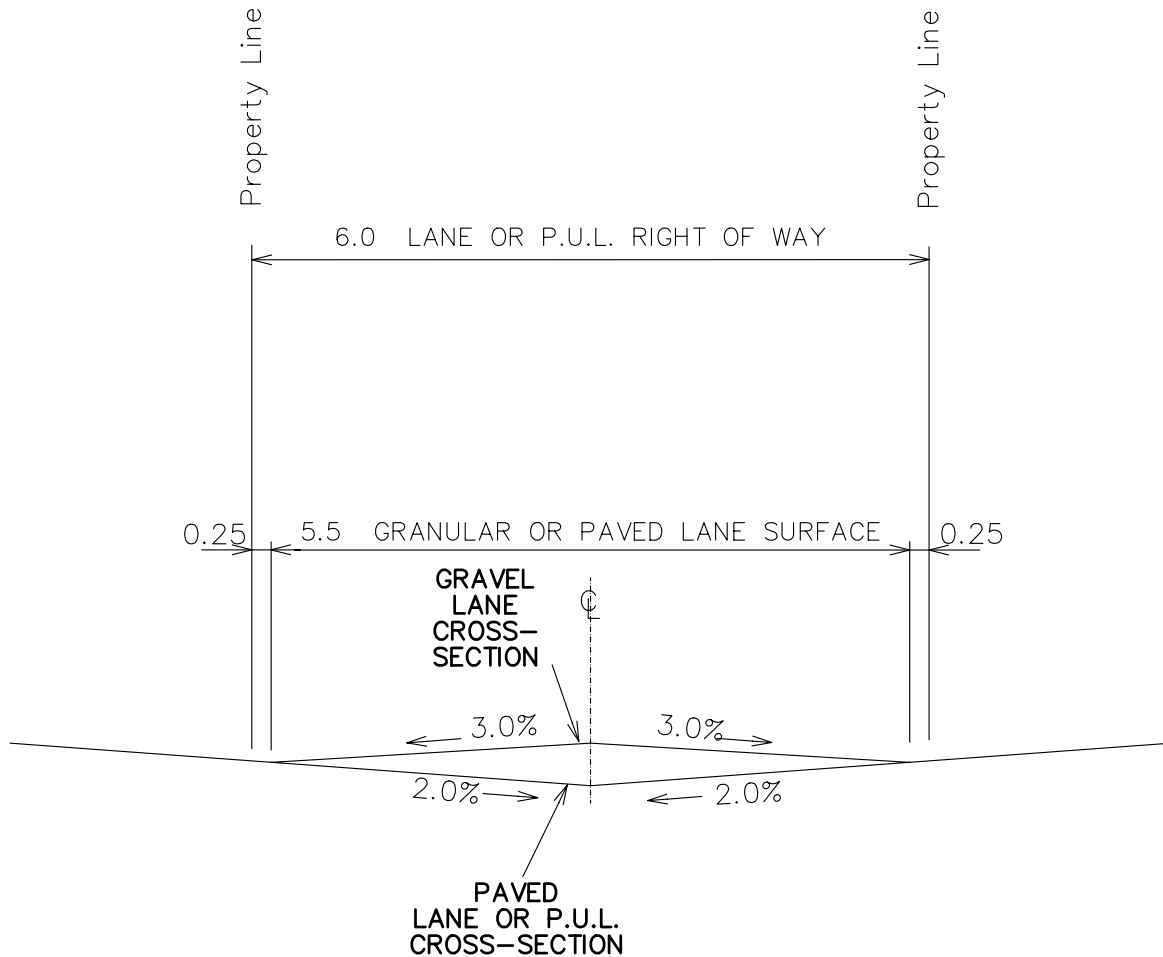 Property Line
Property Line
6.0 LANE OR P.U.L. RIGHT OF WAY
0.25
5.5 GRANULAR OR PAVED LANE SURFACE
0.25
GRAVEL
LANE
CROSS-
SECTION
℄
3.0%
3.0%
2.0%
2.0%
PAVED
LANE OR P.U.L.
CROSS-SECTION